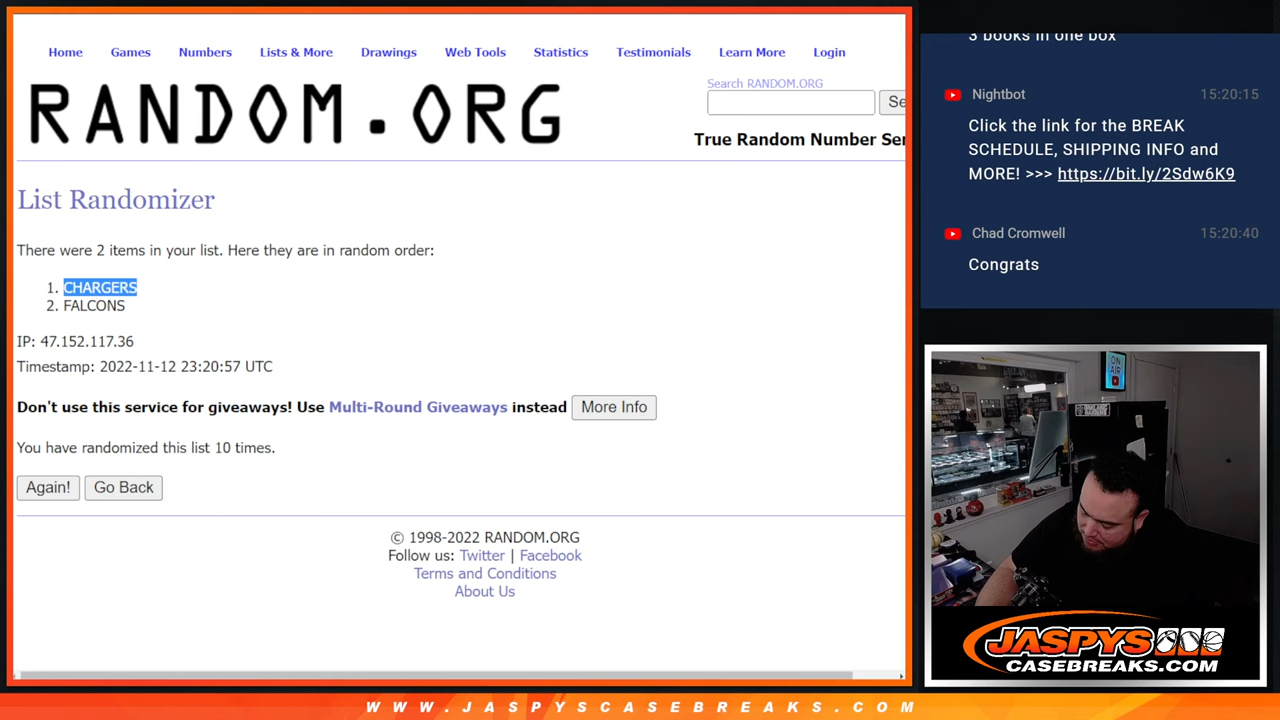 Home Games Numbers Lists & More Drawings Web Tools Statistics Testimonials Learn More Login
RANDOM.ORG
Search RANDOM.ORG
Se
True Random Number Ser
List Randomizer
There were 2 items in your list. Here they are in random order:
1. CHARGERS
2. FALCONS
IP: 47.152.117.36
Timestamp: 2022-11-12 23:20:57 UTC
Don't use this service for giveaways! Use Multi-Round Giveaways instead More Info
You have randomized this list 10 times.
Again! Go Back
© 1998-2022 RANDOM.ORG
Follow us: Twitter | Facebook
Terms and Conditions
About Us
3 books in one box
Nightbot 15:20:15
Click the link for the BREAK
SCHEDULE, SHIPPING INFO and
MORE! >>> https://bit.ly/2Sdw6K9
Chad Cromwell 15:20:40
Congrats
ON
AIR
JASPYS
CASEBREAKS.COM
WWW.JASPYSCASEBREAKS.COM